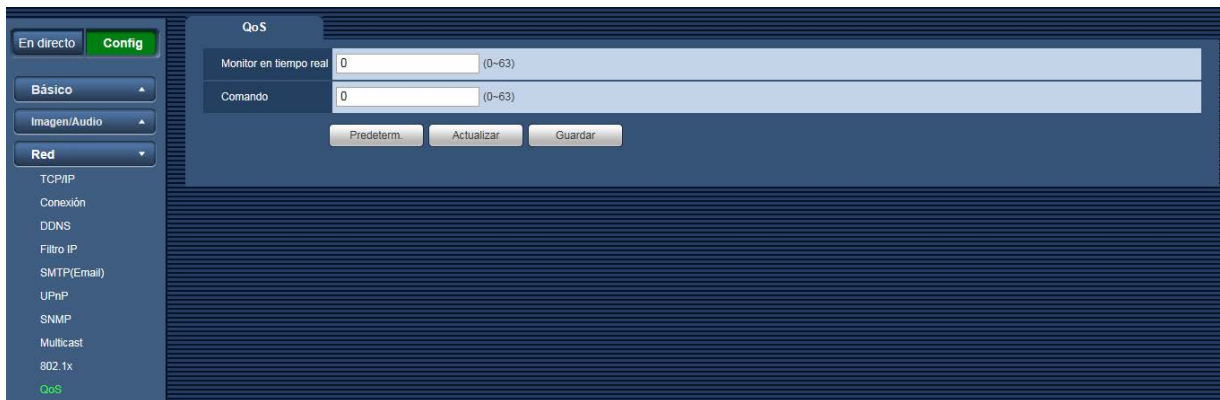 En directo Config
Básico
Imagen/Audio
Red
TCP/IP
Conexión
DDNS
Filtro IP
SMTP(Email)
UPnP
SNMP
Multicast
802.1x
QoS
QoS
Monitor en tiempo real 0 (0~63)
Comando 0 (0~63)
Predeterm. Actualizar Guardar